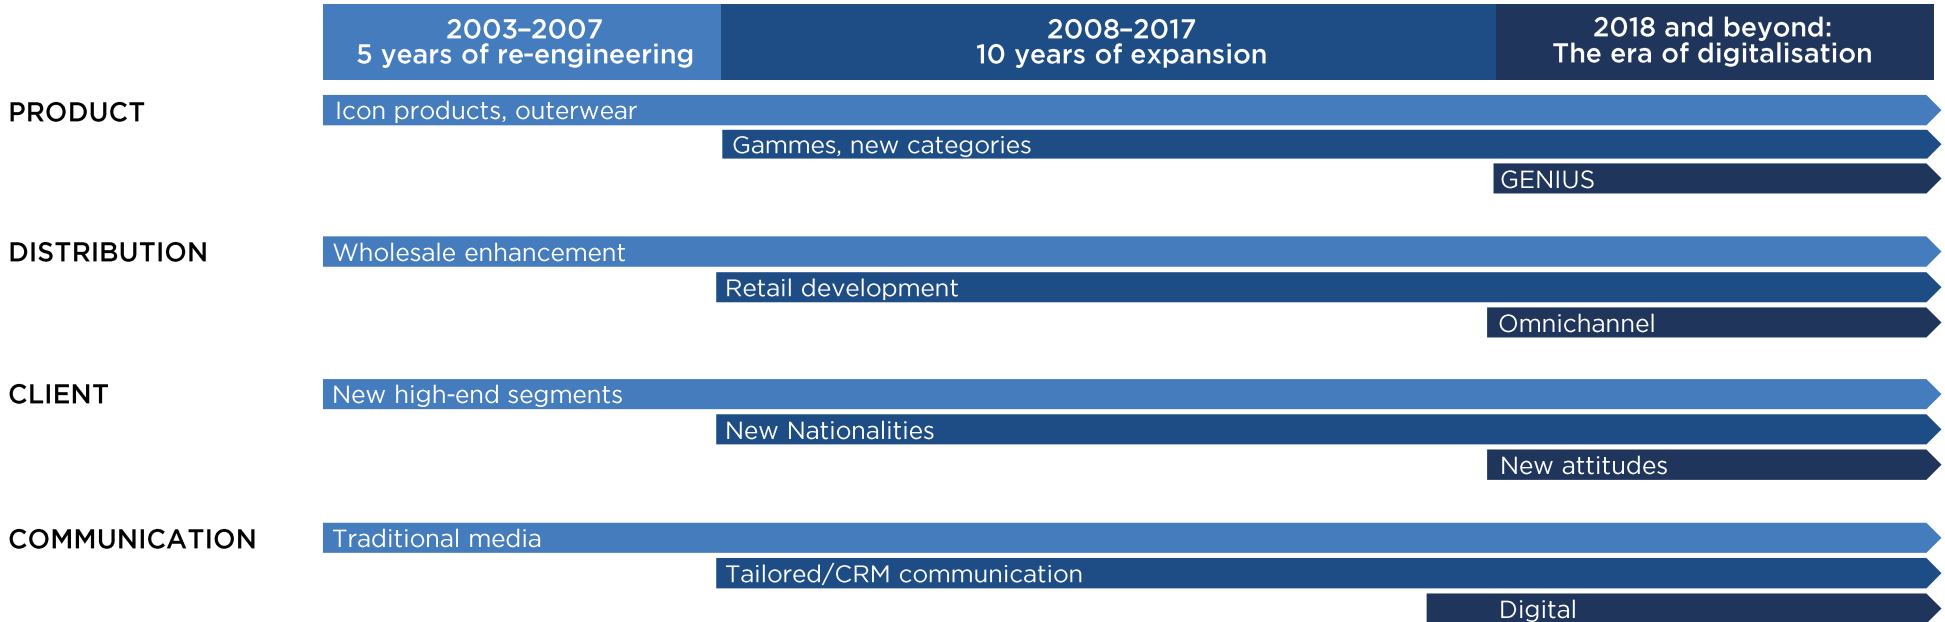 2003–2007
5 years of re-engineering
2008–2017
10 years of expansion
2018 and beyond:
The era of digitalisation
PRODUCT
Icon products, outerwear
Gammes, new categories
GENIUS
DISTRIBUTION
Wholesale enhancement
Retail development
Omnichannel
CLIENT
New high-end segments
New Nationalities
New attitudes
COMMUNICATION
Traditional media
Tailored/CRM communication
Digital